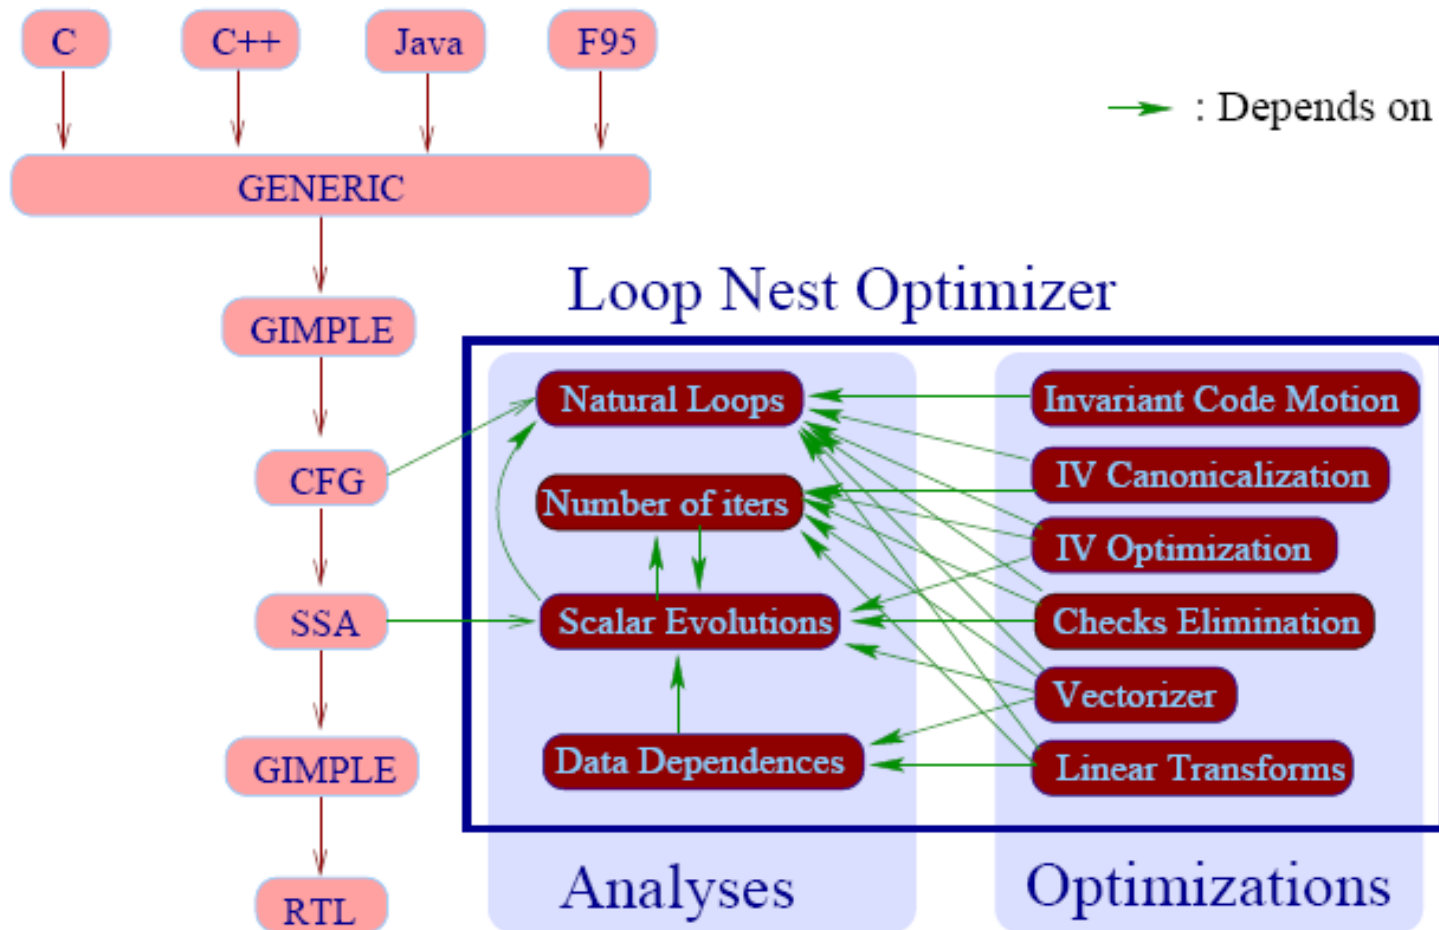 C
C++
Java
F95
: Depends on
GENERIC
Loop Nest Optimizer
GIMPLE
Natural Loops
Invariant Code Motion
CFG
IV Canonicalization
Number of iters
IV Optimization
SSA
Scalar Evolutions
Checks Elimination
Vectorizer
GIMPLE
Data Dependences
Linear Transforms
RTL
Analyses
Optimizations